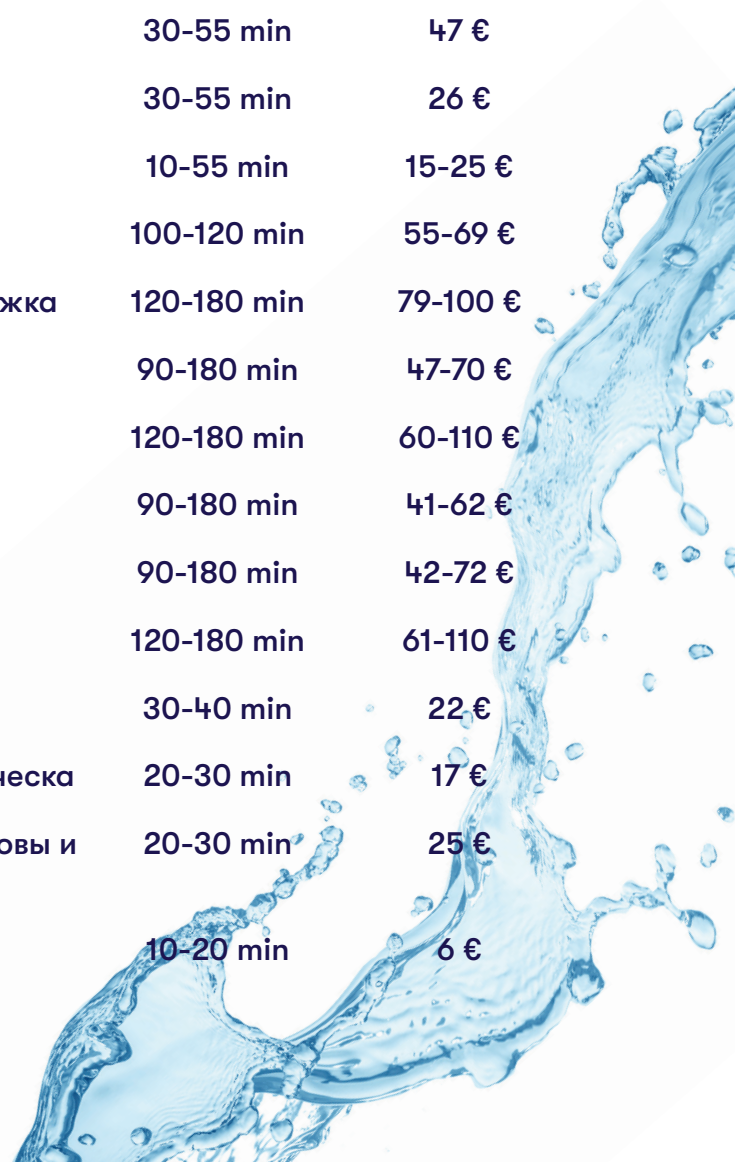 30-55 min 47 €
30-55 min 26 €
10-55 min 15-25 €
100-120 min 55-69 €
жка 120-180 min 79-100 €
90-180 min 47-70 €
120-180 min 60-110 €
90-180 min 41-62 €
90-180 min 42-72 €
120-180 min 61-110 €
30-40 min 22 €
ческа 20-30 min 17 €
овы и 20-30 min 25 €
10-20 min 6 €